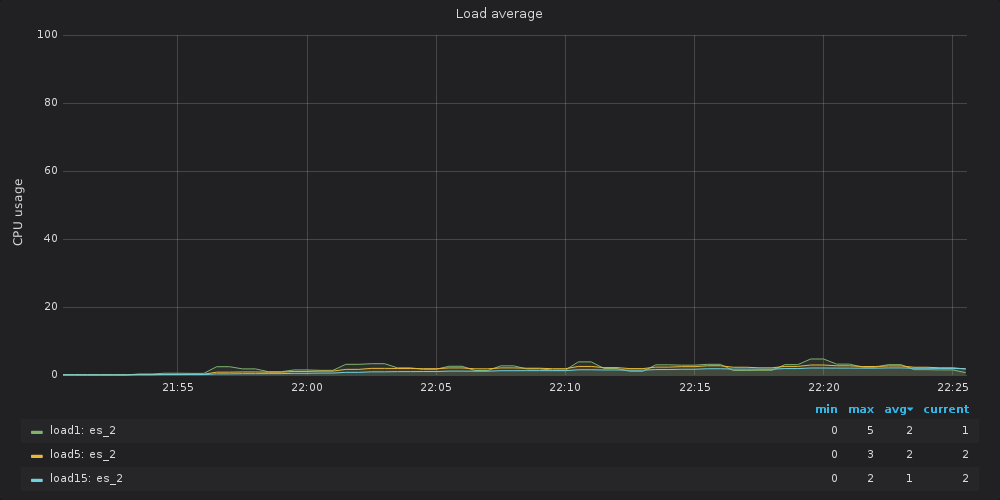 Load average
100
80
60
40
20
0
CPU usage
21:55 22:00 22:05 22:10 22:15 22:20 22:25
min max avg▾ current
load1: es_2 0 5 2 1
load5: es_2 0 3 2 2
load15: es_2 0 2 1 2